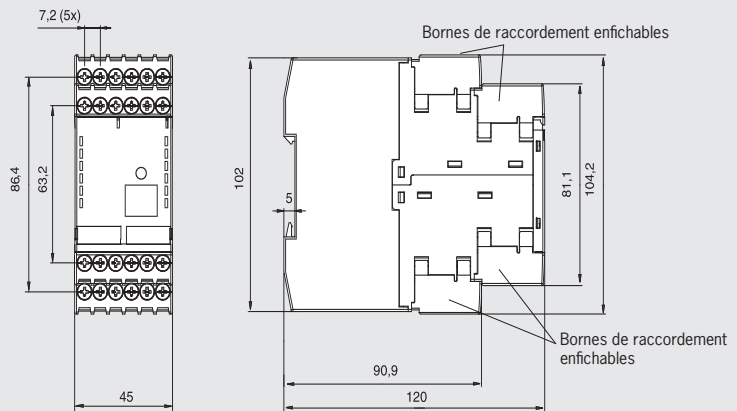 7,2 (5x)
Bornes de raccordement enfichables
86,4
63,2
102
5
81,1
104,2
Bornes de raccordement
enfichables
90,9
45
120